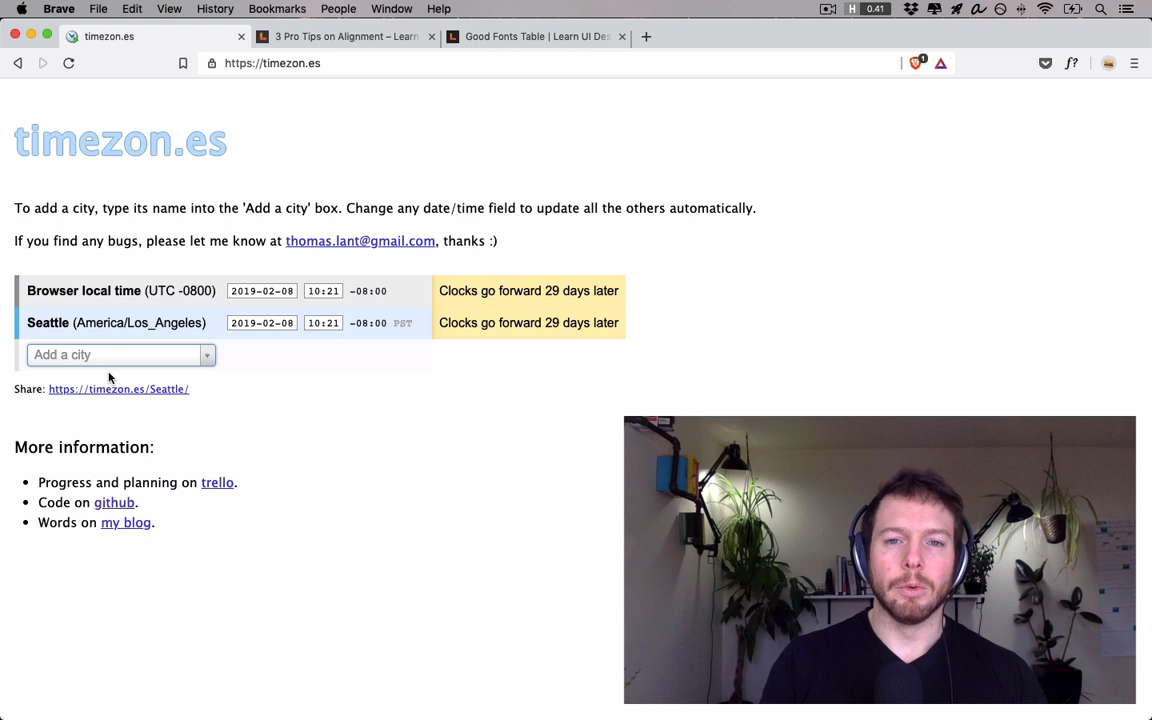 Brave File Edit View History Bookmarks People Window Help H 0.41
timezon.es 3 Pro Tips on Alignment – Learn Good Fonts Table | Learn UI Des
https://timezon.es 1 f?
timezon.es
To add a city, type its name into the 'Add a city' box. Change any date/time field to update all the others automatically.
If you find any bugs, please let me know at thomas.lant@gmail.com, thanks :)
Browser local time (UTC -0800) 2019-02-08 10:21 -08:00 Clocks go forward 29 days later
Seattle (America/Los_Angeles) 2019-02-08 10:21 -08:00 PST Clocks go forward 29 days later
Add a city
Share: https://timezon.es/Seattle/
More information:
• Progress and planning on trello.
• Code on github.
• Words on my blog.